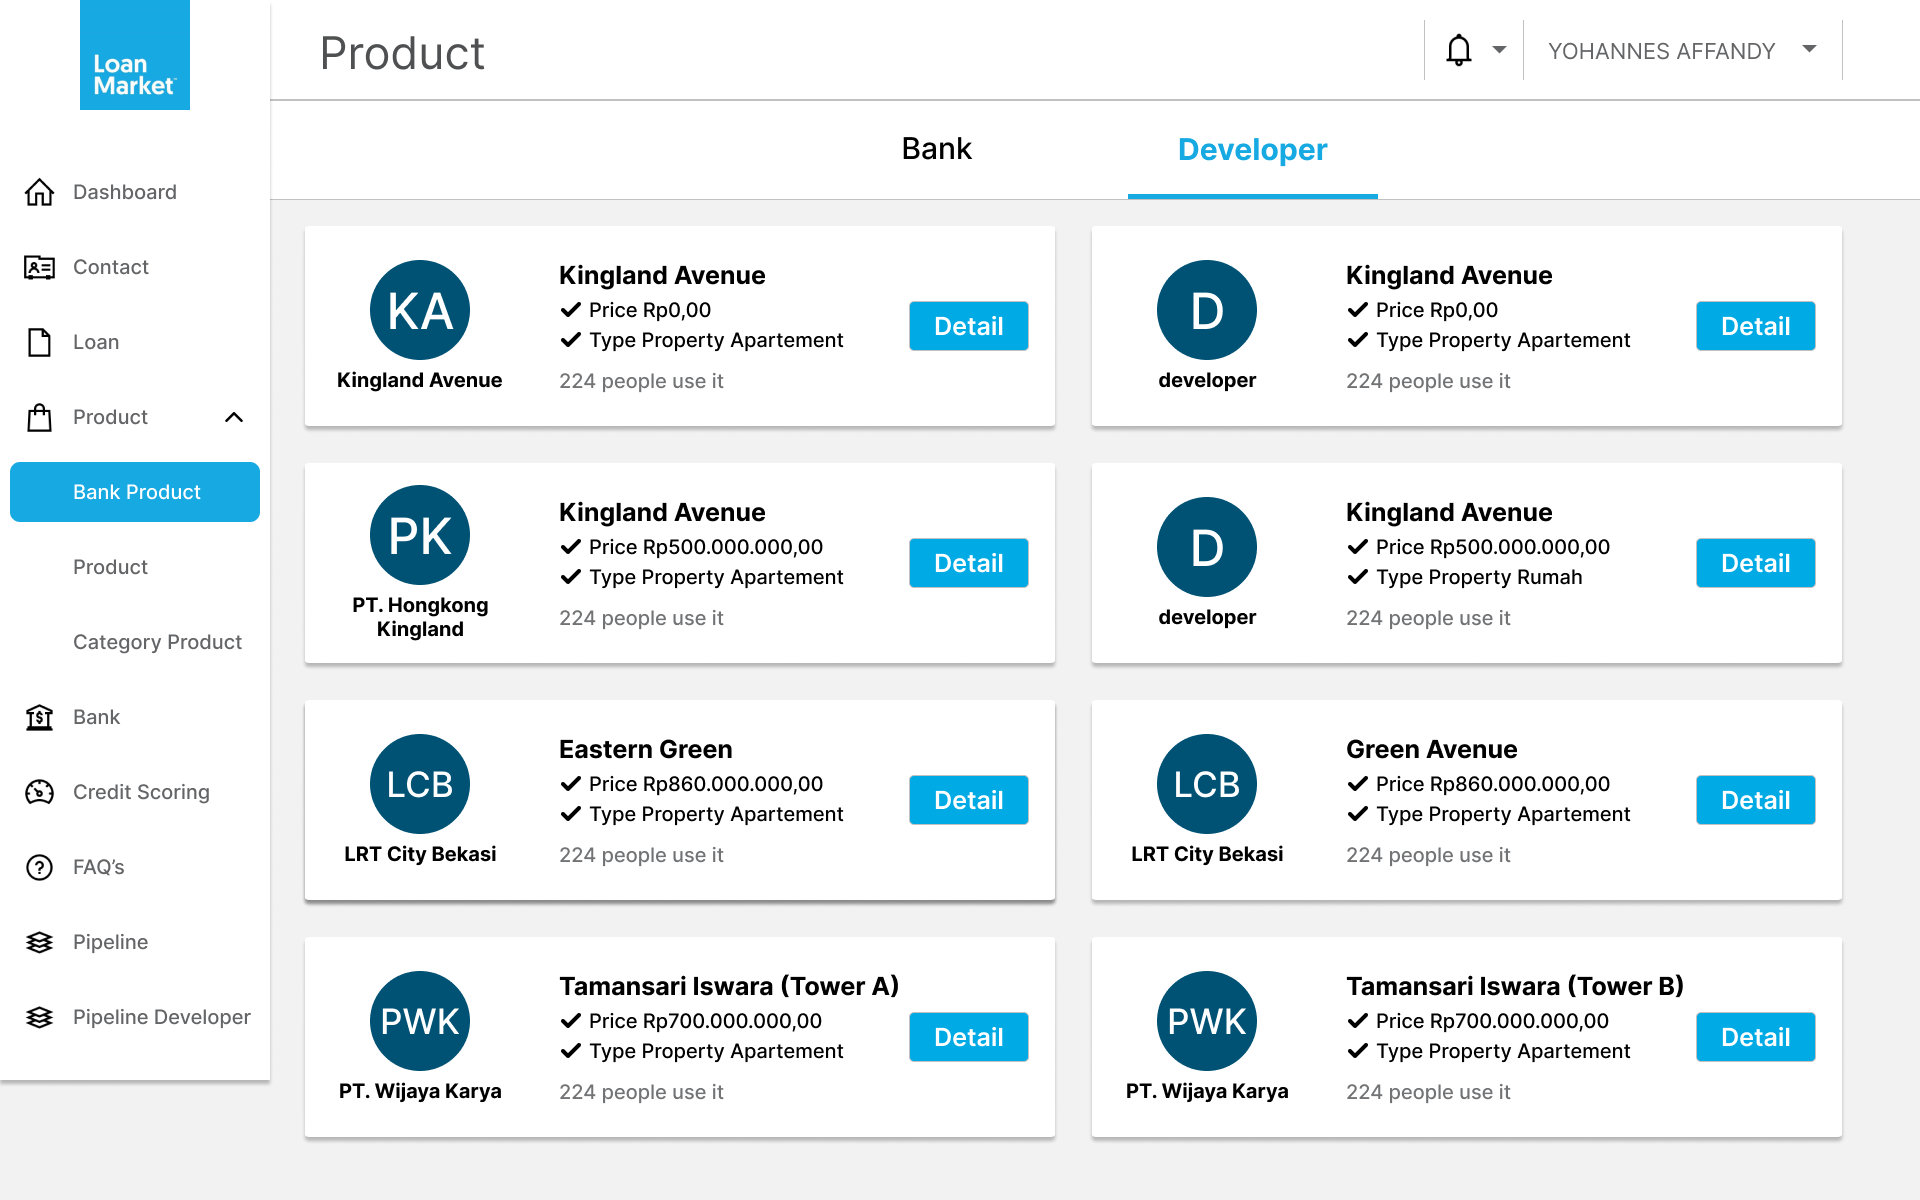 Loan
Market
Product
YOHANNES AFFANDY
Bank
Developer
Dashboard
Contact
Loan
Product
Bank Product
Product
Category Product
Bank
Credit Scoring
FAQ’s
Pipeline
Pipeline Developer
KA
Kingland Avenue
Kingland Avenue
Price Rp0,00
Type Property Apartement
224 people use it
Detail
D
developer
Kingland Avenue
Price Rp0,00
Type Property Apartement
224 people use it
Detail
PK
PT. Hongkong
Kingland
Kingland Avenue
Price Rp500.000.000,00
Type Property Apartement
224 people use it
Detail
D
developer
Kingland Avenue
Price Rp500.000.000,00
Type Property Rumah
224 people use it
Detail
LCB
LRT City Bekasi
Eastern Green
Price Rp860.000.000,00
Type Property Apartement
224 people use it
Detail
LCB
LRT City Bekasi
Green Avenue
Price Rp860.000.000,00
Type Property Apartement
224 people use it
Detail
PWK
PT. Wijaya Karya
Tamansari Iswara (Tower A)
Price Rp700.000.000,00
Type Property Apartement
224 people use it
Detail
PWK
PT. Wijaya Karya
Tamansari Iswara (Tower B)
Price Rp700.000.000,00
Type Property Apartement
224 people use it
Detail